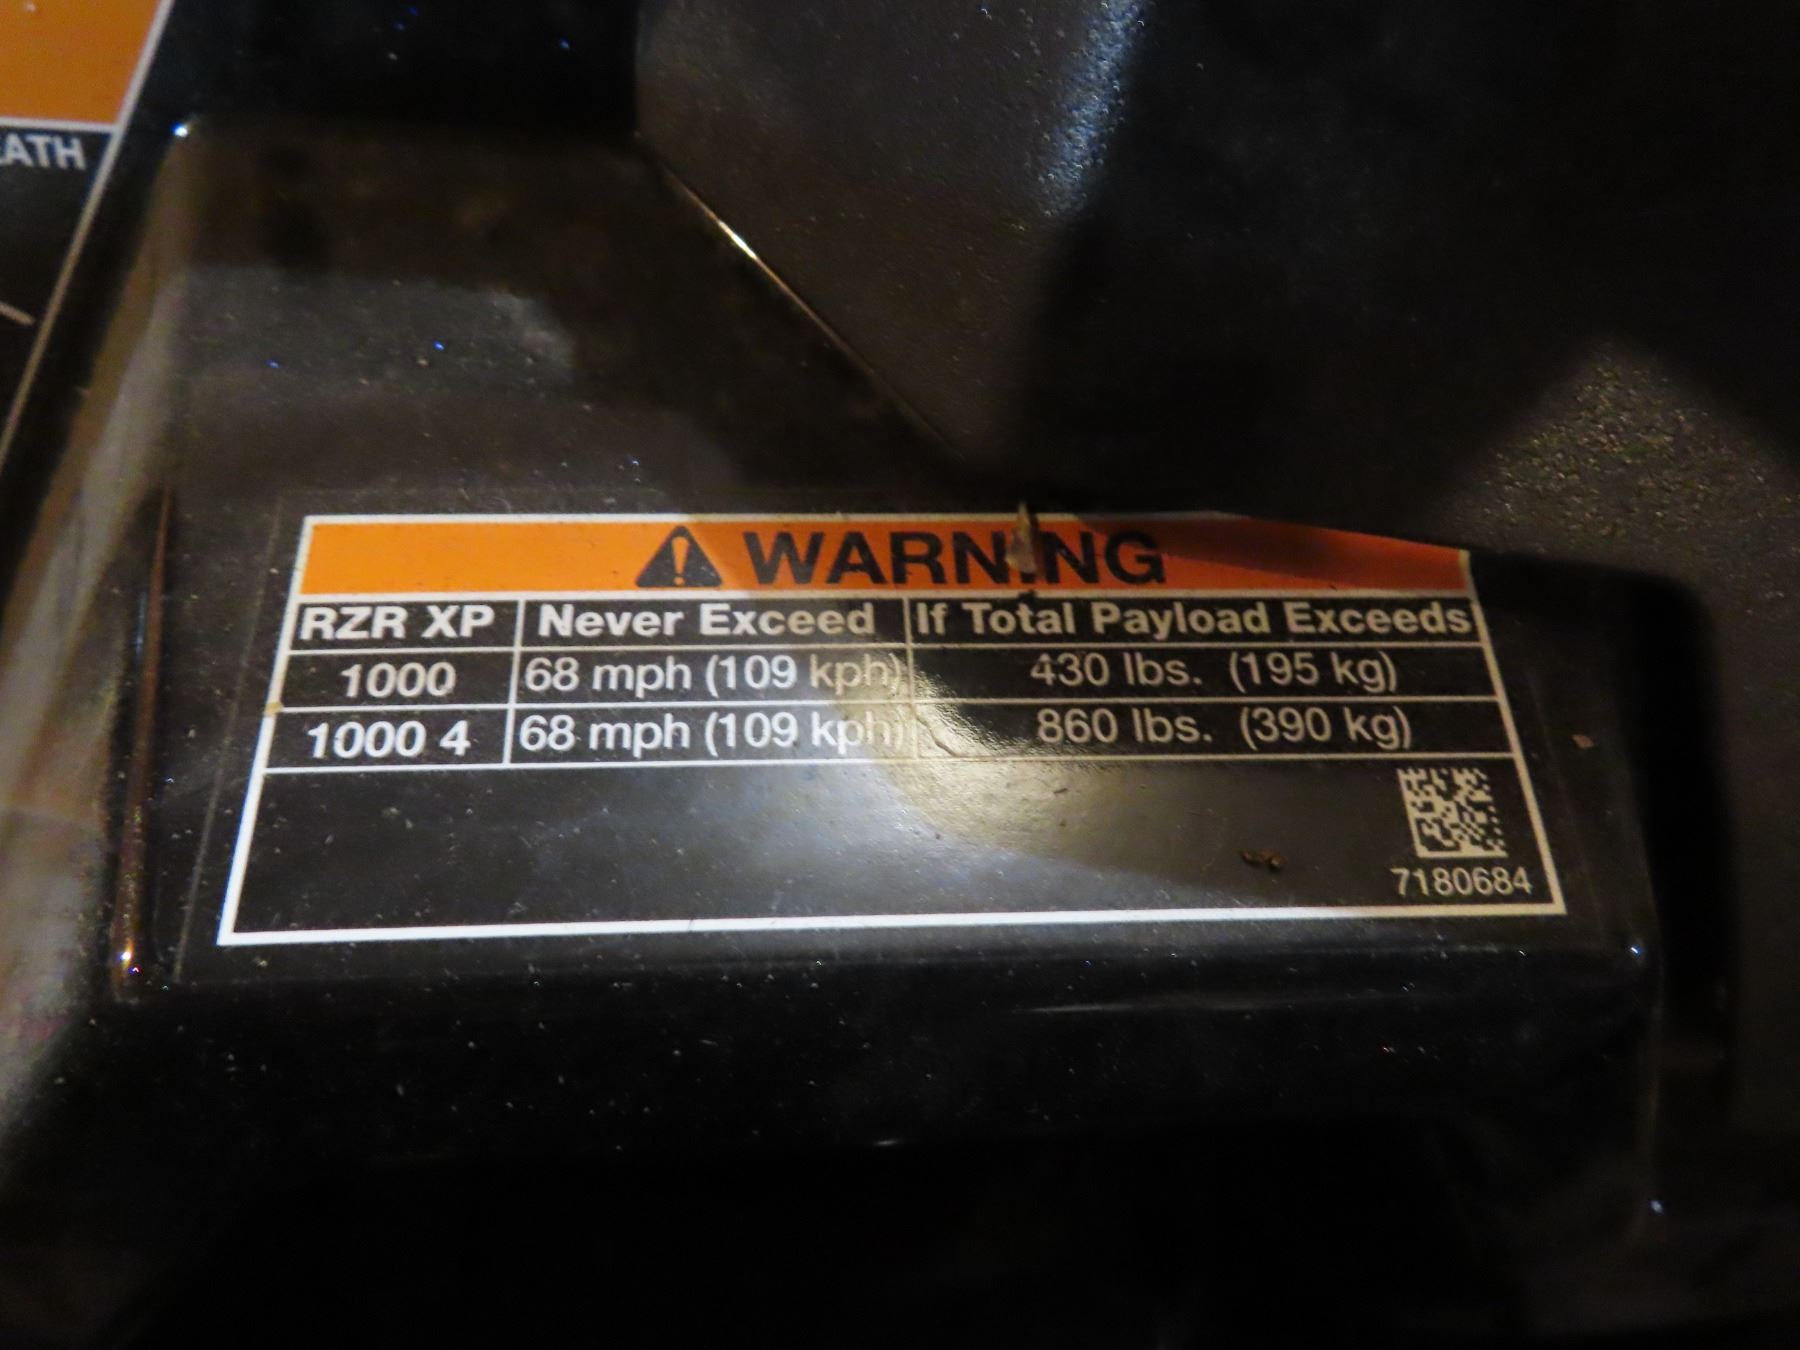 WARNING
RZR XP Never Exceed If Total Payload Exceeds
1000 68 mph (109 kph) 430 lbs. (195 kg)
1000 4 68 mph (109 kph) 860 lbs. (390 kg)
7180684